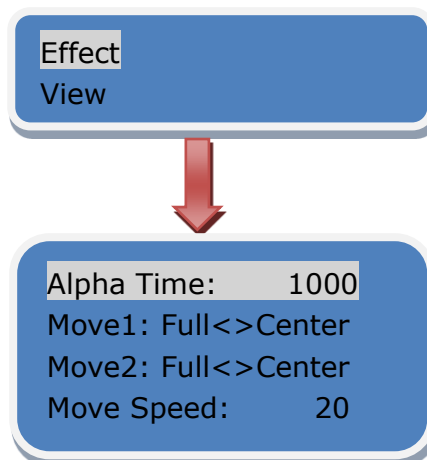 Effect
View
Alpha Time: 1000
Move1: Full<>Center
Move2: Full<>Center
Move Speed: 20